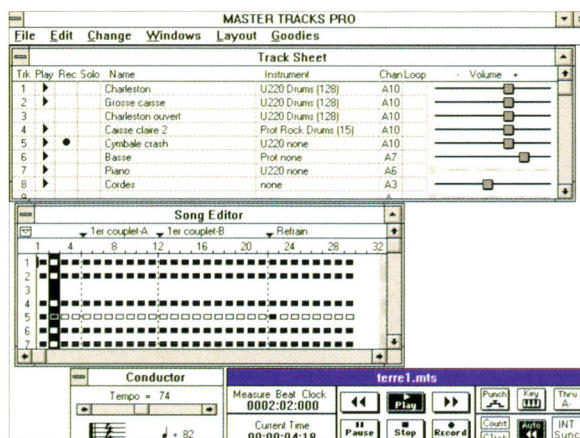 MASTER TRACKS PRO
File Edit Change Windows Layout Goodies
Track Sheet
Trk Play Rec Solo Name Instrument Chan Loop - Volume +
1 Charleston U220 Drums (128) A10
2 Grosse caisse U220 Drums (128) A10
3 Charleston ouvert U220 Drums (128) A10
4 Caisse claire 2 Prot Rock Drums (15) A10
5 Cymbale crash U220 none A10
6 Basse Prot none A7
7 Piano U220 none A6
8 Cordes none A3
Song Editor
1er couplet-A 1er couplet-B Refrain
1 4 8 12 16 20 24 28 32
1
2
3
4
5
6
7
Conductor
Tempo = 74
= 82
terre1.mts
Measure Beat Clock
0002:02:000
Current Time
00:00:04:18
Play
Pause Stop Record
Punch Key Thru
A-
Count Auto INT